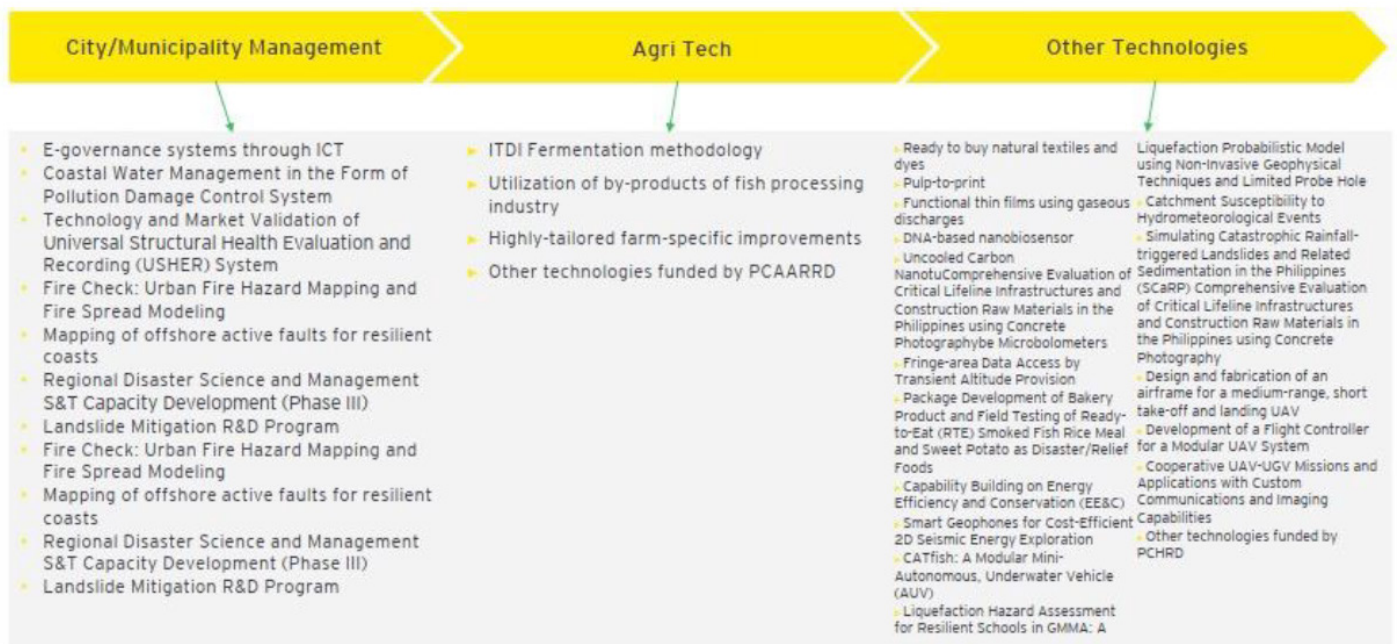 City/Municipality Management
Agri Tech
Other Technologies
E-governance systems through ICT
Coastal Water Management in the Form of
Pollution Damage Control System
Technology and Market Validation of
Universal Structural Health Evaluation and
Recording (USHER) System
Fire Check: Urban Fire Hazard Mapping and
Fire Spread Modeling
Mapping of offshore active faults for resilient
coasts
Regional Disaster Science and Management
S&T Capacity Development (Phase III)
Landslide Mitigation R&D Program
Fire Check: Urban Fire Hazard Mapping and
Fire Spread Modeling
Mapping of offshore active faults for resilient
coasts
Regional Disaster Science and Management
S&T Capacity Development (Phase III)
Landslide Mitigation R&D Program
ITDI Fermentation methodology
Utilization of by-products of fish processing
industry
Highly-tailored farm-specific improvements
Other technologies funded by PCAARRD
Ready to buy natural textiles and
dyes
Pulp-to-print
Functional thin films using gaseous
discharges
DNA-based nanobiosensor
Uncooled Carbon
NanotuComprehensive Evaluation of
Critical Lifeline Infrastructures and
Construction Raw Materials in the
Philippines using Concrete
Photographybe Microbolometers
Fringe-area Data Access by
Transient Altitude Provision
Package Development of Bakery
Product and Field Testing of Ready-
to-Eat (RTE) Smoked Fish Rice Meal
and Sweet Potato as Disaster/Relief
Foods
Capability Building on Energy
Efficiency and Conservation (EE&C)
Smart Geophones for Cost-Efficient
2D Seismic Energy Exploration
CATfish: A Modular Mini-
Autonomous, Underwater Vehicle
(AUV)
Liquefaction Hazard Assessment
for Resilient Schools in GMMA: A
Liquefaction Probabilistic Model
using Non-Invasive Geophysical
Techniques and Limited Probe Hole
Catchment Susceptibility to
Hydrometeorological Events
Simulating Catastrophic Rainfall-
triggered Landslides and Related
Sedimentation in the Philippines
(SCaRP) Comprehensive Evaluation
of Critical Lifeline Infrastructures
and Construction Raw Materials in
the Philippines using Concrete
Photography
Design and fabrication of an
airframe for a medium-range, short
take-off and landing UAV
Development of a Flight Controller
for a Modular UAV System
Cooperative UAV-UGV Missions and
Applications with Custom
Communications and Imaging
Capabilities
Other technologies funded by
PCHRD